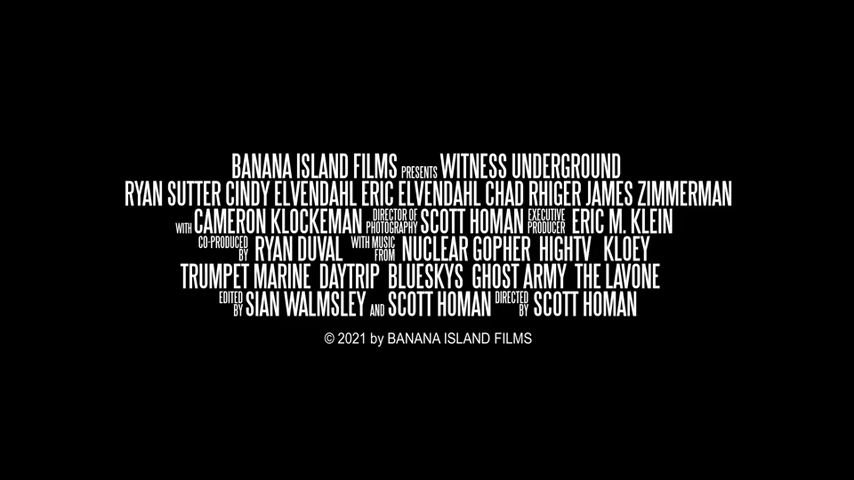 BANANA ISLAND FILMS PRESENTS WITNESS UNDERGROUND
RYAN SUTTER CINDY ELVENDAHL ERIC ELVENDAHL CHAD RHIGER JAMES ZIMMERMAN
WITH CAMERON KLOCKEMAN DIRECTOR OF PHOTOGRAPHY SCOTT HOMAN EXECUTIVE PRODUCER ERIC M. KLEIN
CO-PRODUCED BY RYAN DUVAL WITH MUSIC FROM NUCLEAR GOPHER HIGHTV KLOEY
TRUMPET MARINE DAYTRIP BLUESKYS GHOST ARMY THE LAVONE
EDITED BY SIAN WALMSLEY AND SCOTT HOMAN DIRECTED BY SCOTT HOMAN
© 2021 by BANANA ISLAND FILMS